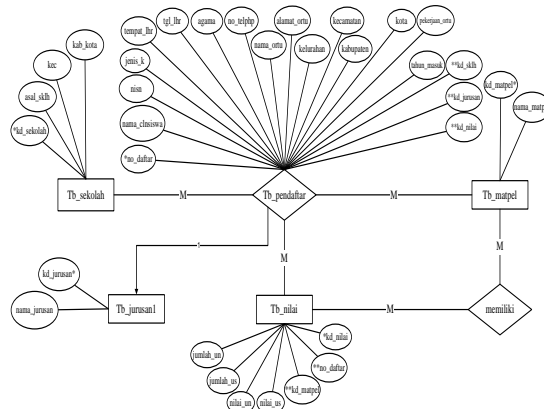 kab_kota
kec
asal_sklh
*kd_sekolah
tempat_lhr
tgl_lhr
agama
no_telphp
alamat_ortu
kecamatan
kota
pekerjaan_ortu
jenis_k
nama_ortu
kelurahan
kabupaten
nisn
nama_clnsiswa
*no_daftar
tahun_masuk
**kd_sklh
**kd_jurusan
**kd_nilai
kd_matpel*
nama_matpel
Tb_sekolah
M
Tb_pendaftar
M
Tb_matpel
M
M
kd_jurusan*
nama_jurusan
Tb_jurusan1
Tb_nilai
M
memiliki
jumlah_un
jumlah_us
nilai_un
nilai_us
**kd_matpel
**no_daftar
*kd_nilai